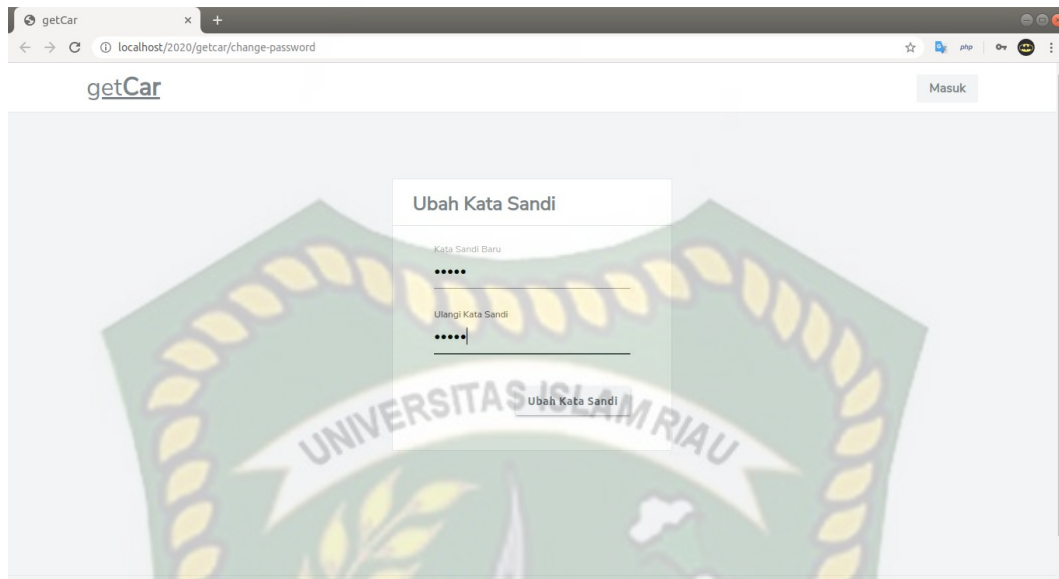 getCar
localhost/2020/getcar/change-password
php
getCar
Masuk
Ubah Kata Sandi
Kata Sandi Baru
•••••
Ulangi Kata Sandi
•••••
Ubah Kata Sandi
UNIVERSITAS ISLAM RIAU